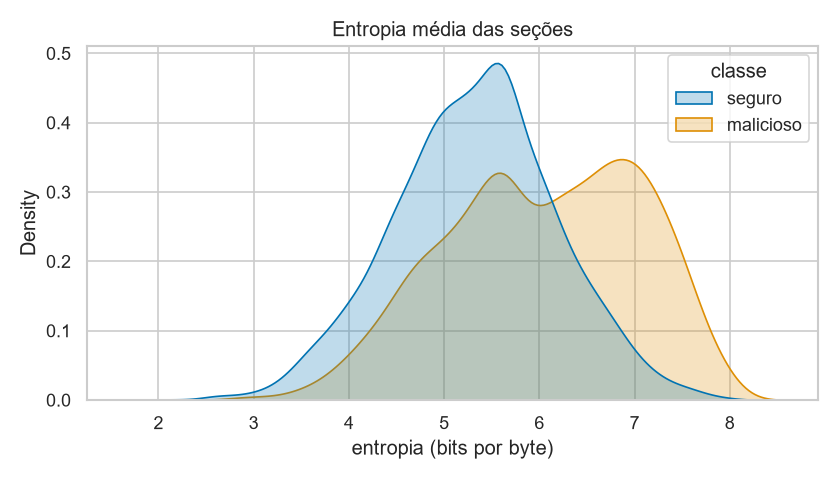 Entropia média das seções
classe
seguro
malicioso
Density
0.5
0.4
0.3
0.2
0.1
0.0
2 3 4 5 6 7 8
entropia (bits por byte)